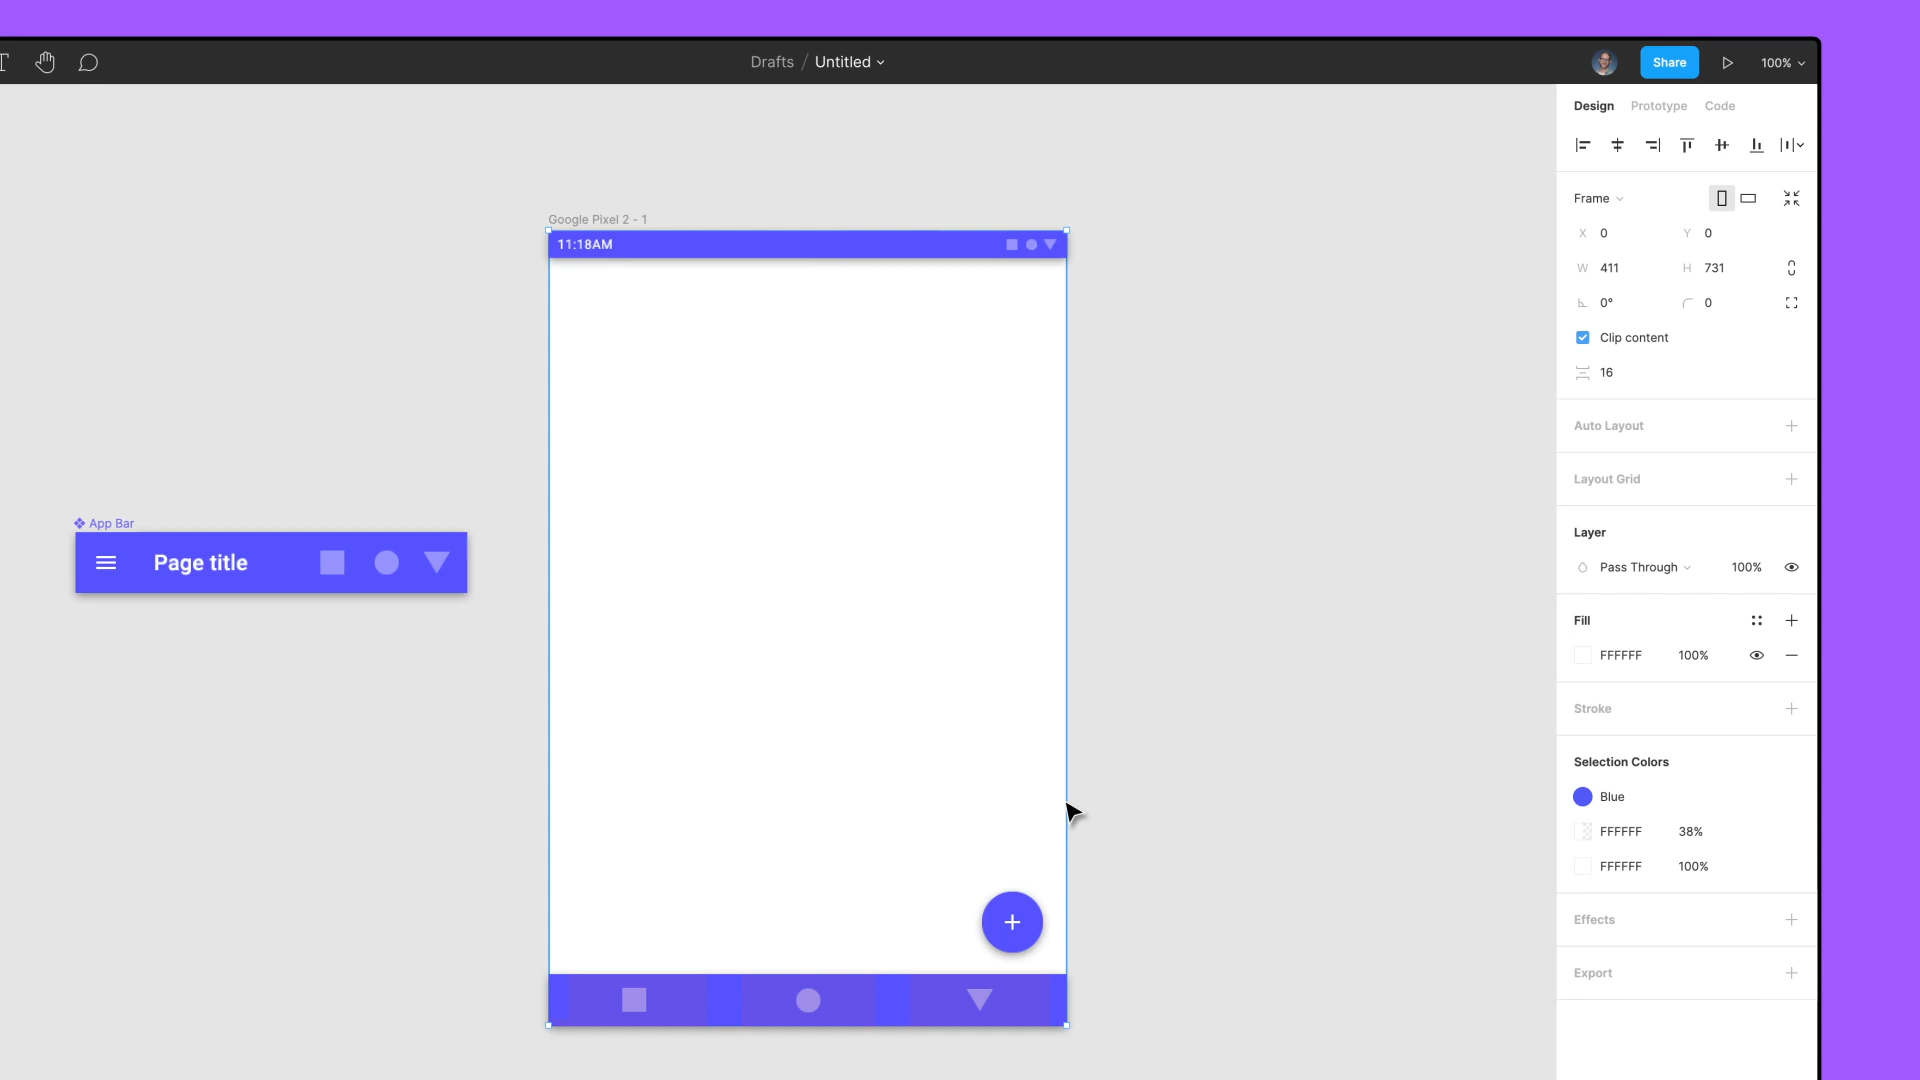 T
Drafts / Untitled
Share
100%
Design Prototype Code
Google Pixel 2 - 1
11:18AM
Frame
X 0 Y 0
W 411 H 731
0° 0
Clip content
16
Auto Layout
Layout Grid
App Bar
Page title
Layer
Pass Through 100%
Fill
FFFFFF 100%
Stroke
Selection Colors
Blue
FFFFFF 38%
FFFFFF 100%
Effects
Export